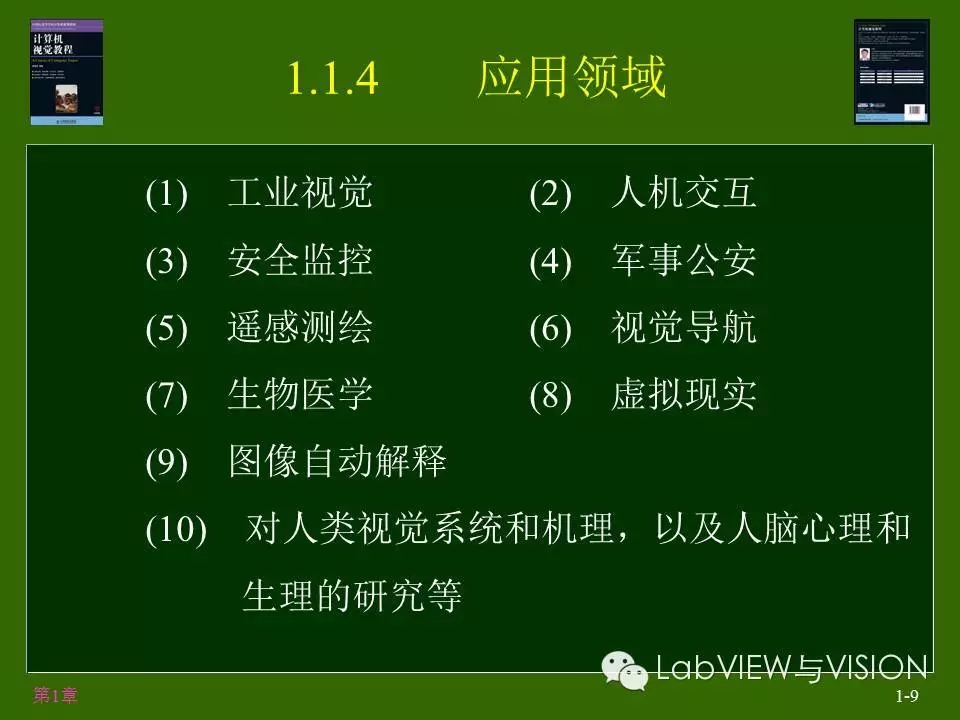 计算机
视觉教程
1.1.4 应用领域
(1) 工业视觉 (2) 人机交互
(3) 安全监控 (4) 军事公安
(5) 遥感测绘 (6) 视觉导航
(7) 生物医学 (8) 虚拟现实
(9) 图像自动解释
(10) 对人类视觉系统和机理，以及人脑心理和
生理的研究等
LabVIEW与VISION
第1章
1-9